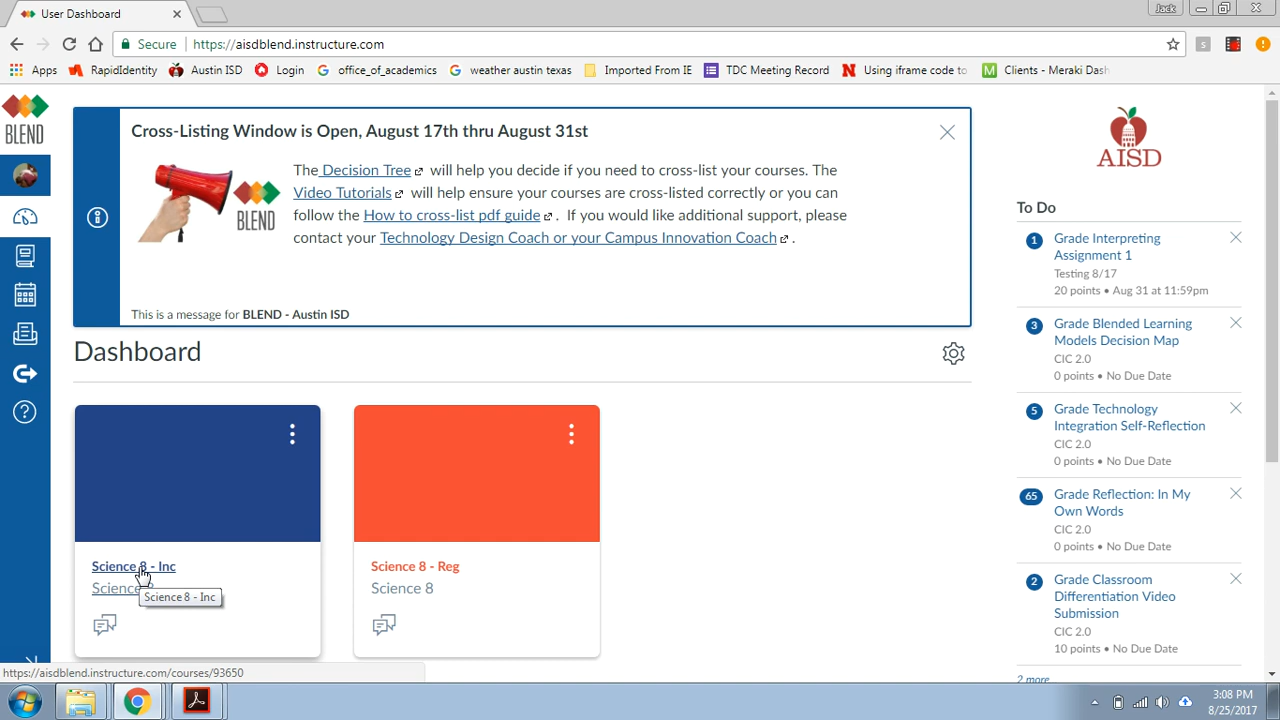 User Dashboard
Jack
Secure
https://aisdblend.instructure.com
S
Apps
RapidIdentity
Austin ISD
Login
office_of_academics
weather austin texas
Imported From IE
TDC Meeting Record
Using iframe code to
Clients - Meraki Dash
BLEND
Cross-Listing Window is Open, August 17th thru August 31st
BLEND
The Decision Tree will help you decide if you need to cross-list your courses. The
Video Tutorials will help ensure your courses are cross-listed correctly or you can
follow the How to cross-list pdf guide . If you would like additional support, please
contact your Technology Design Coach or your Campus Innovation Coach .
This is a message for BLEND - Austin ISD
Dashboard
Science 8 - Inc
Science
Science 8 - Inc
Science 8 - Reg
Science 8
AISD
To Do
1
Grade Interpreting
Assignment 1
Testing 8/17
20 points • Aug 31 at 11:59pm
3
Grade Blended Learning
Models Decision Map
CIC 2.0
0 points • No Due Date
5
Grade Technology
Integration Self-Reflection
CIC 2.0
0 points • No Due Date
65
Grade Reflection: In My
Own Words
CIC 2.0
0 points • No Due Date
2
Grade Classroom
Differentiation Video
Submission
CIC 2.0
10 points • No Due Date
2 more
https://aisdblend.instructure.com/courses/93650
3:08 PM
8/25/2017